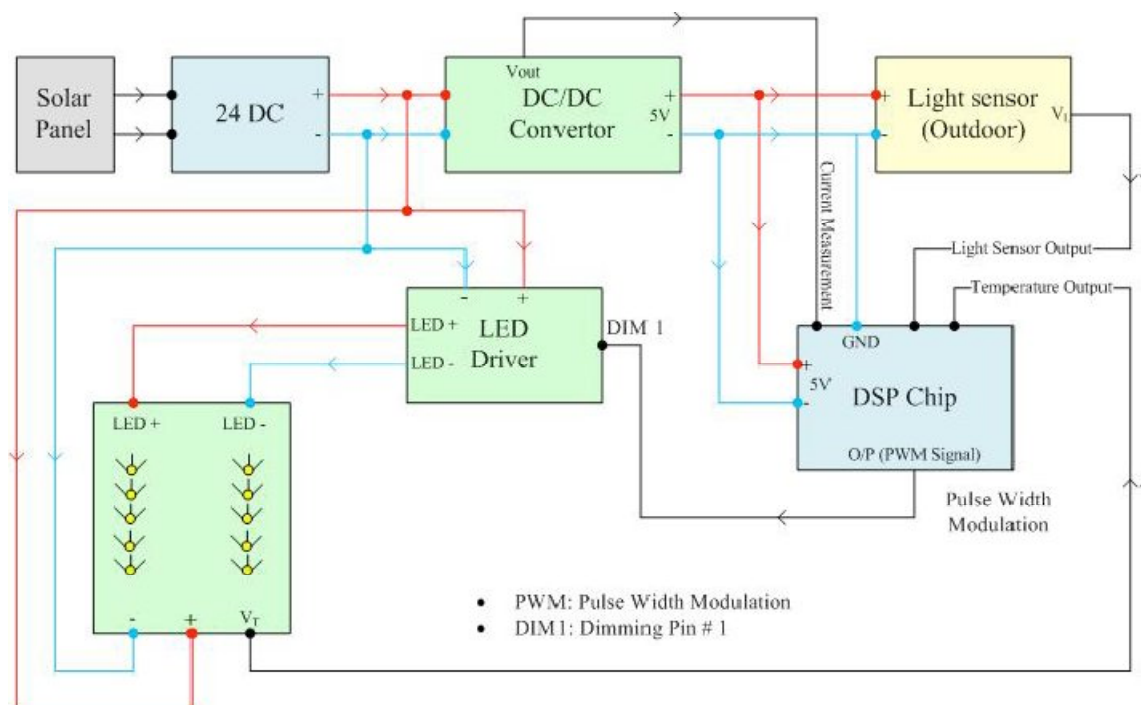 Solar
Panel
24 DC
+
-
Vout
DC/DC
Convertor
+
5V
-
+
Light sensor
(Outdoor)
-
VL
Current Measurement
Light Sensor Output
Temperature Output
- +
LED +
LED
Driver
LED -
DIM 1
GND
+
5V
-
DSP Chip
O/P (PWM Signal)
Pulse Width
Modulation
LED + LED -
- + VT
• PWM: Pulse Width Modulation
• DIM1: Dimming Pin # 1